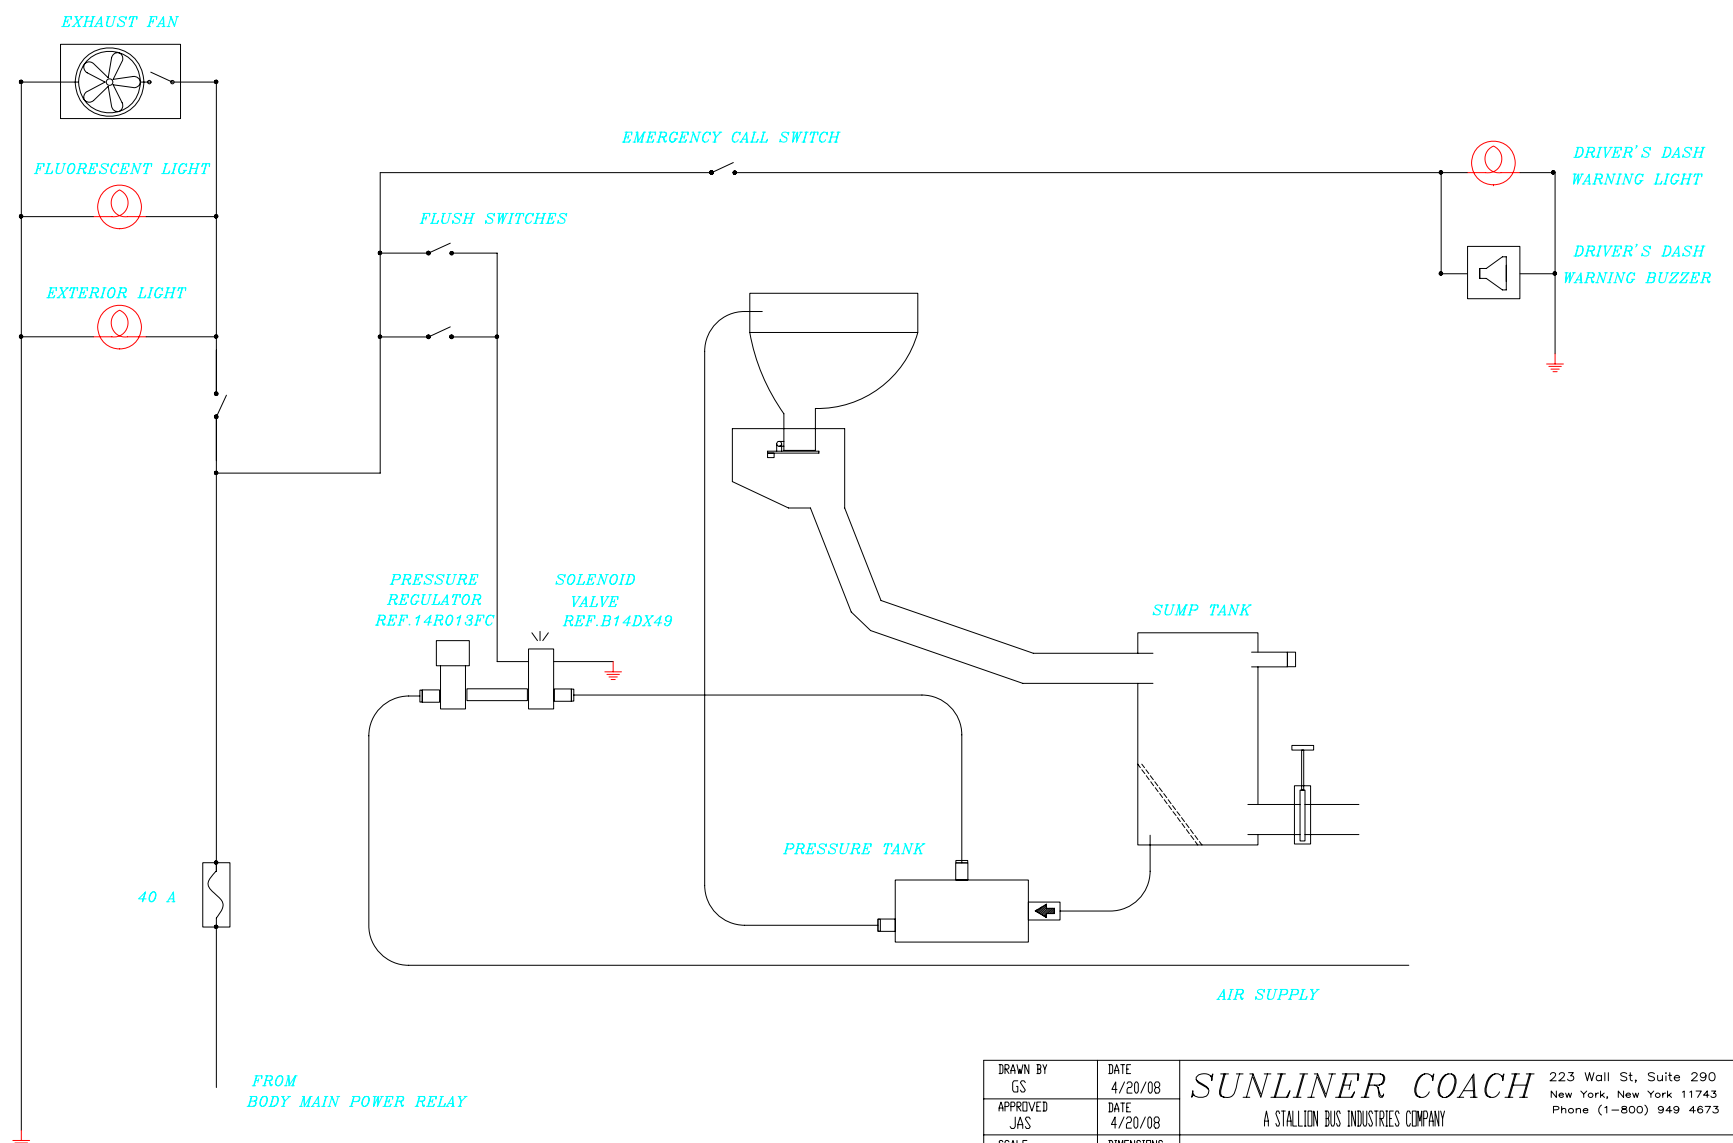 EXHAUST FAN
FLUORESCENT LIGHT
EXTERIOR LIGHT
EMERGENCY CALL SWITCH
FLUSH SWITCHES
DRIVER'S DASH
WARNING LIGHT
DRIVER'S DASH
WARNING BUZZER
PRESSURE
REGULATOR
REF.14R013FC
SOLENOID
VALVE
REF.B14DX49
SUMP TANK
PRESSURE TANK
40 A
AIR SUPPLY
FROM
BODY MAIN POWER RELAY
DRAWN BY
GS
DATE
4/20/08
APPROVED
JAS
DATE
4/20/08
SCALE
DIMENSIONS
SUNLINER COACH
A STALLION BUS INDUSTRIES COMPANY
223 Wall St, Suite 290
New York, New York 11743
Phone (1-800) 949 4673